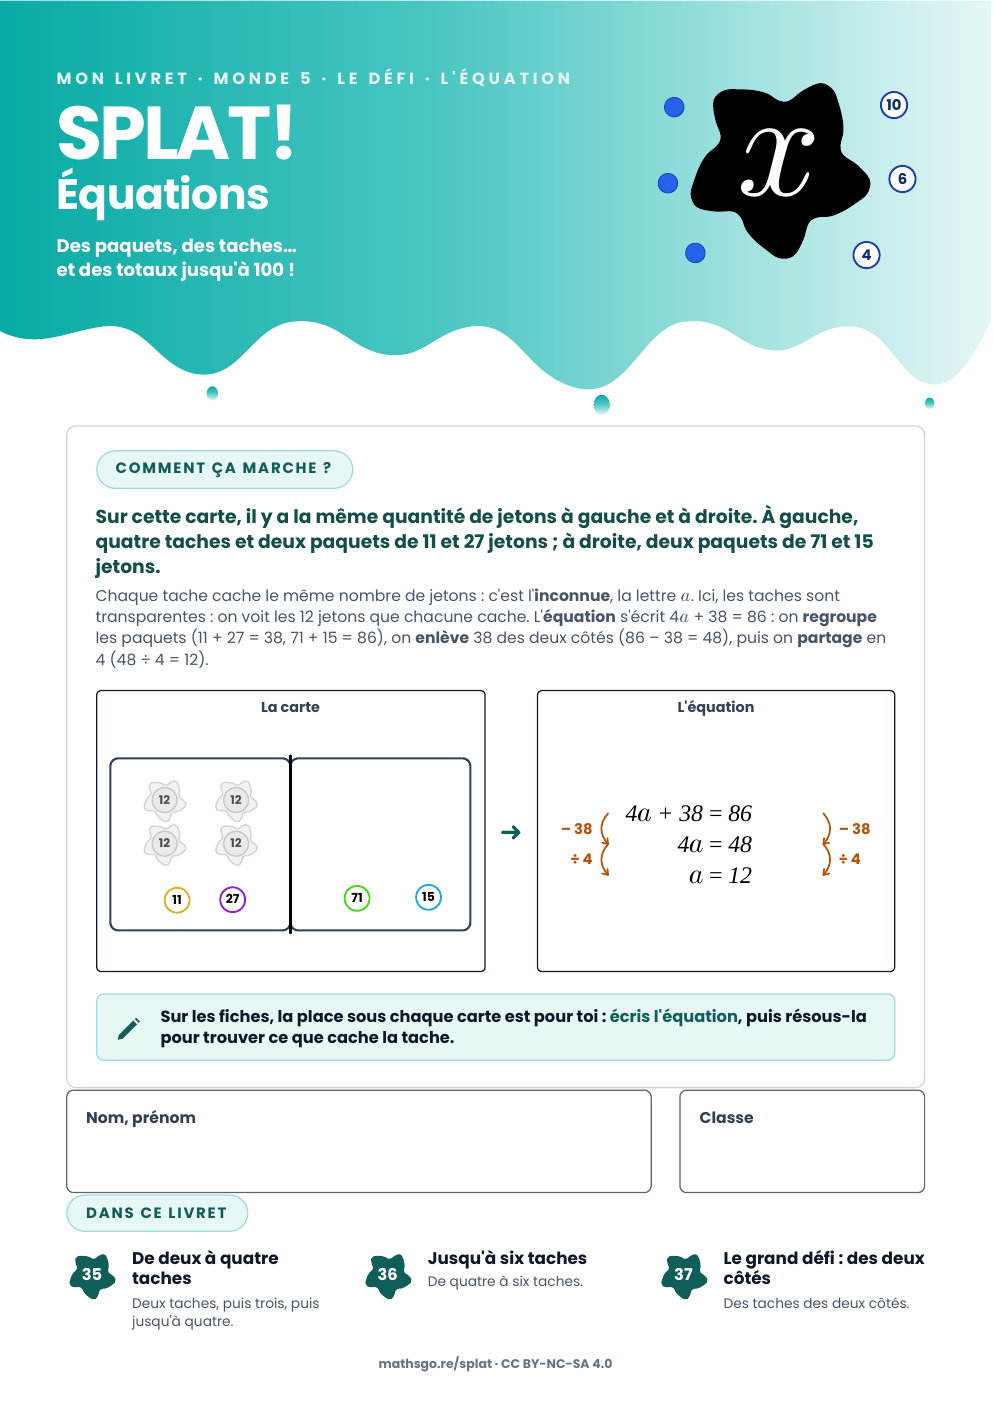 MON LIVRET · MONDE 5 · LE DÉFI · L'ÉQUATION
SPLAT!
Équations
Des paquets, des taches…
et des totaux jusqu'à 100 !
x
10
6
4
COMMENT ÇA MARCHE ?
Sur cette carte, il y a la même quantité de jetons à gauche et à droite. À gauche,
quatre taches et deux paquets de 11 et 27 jetons ; à droite, deux paquets de 71 et 15
jetons.
Chaque tache cache le même nombre de jetons : c'est l'inconnue, la lettre a. Ici, les taches sont
transparentes : on voit les 12 jetons que chacune cache. L'équation s'écrit 4a + 38 = 86 : on regroupe
les paquets (11 + 27 = 38, 71 + 15 = 86), on enlève 38 des deux côtés (86 – 38 = 48), puis on partage en
4 (48 ÷ 4 = 12).
La carte
12 12
12 12
11 27 71 15
➜
L'équation
– 38 4a + 38 = 86 – 38
÷ 4 4a = 48 ÷ 4
a = 12
Sur les fiches, la place sous chaque carte est pour toi : écris l'équation, puis résous-la
pour trouver ce que cache la tache.
Nom, prénom
Classe
DANS CE LIVRET
35
De deux à quatre
taches
Deux taches, puis trois, puis
jusqu'à quatre.
36
Jusqu'à six taches
De quatre à six taches.
37
Le grand défi : des deux
côtés
Des taches des deux côtés.
mathsgo.re/splat · CC BY-NC-SA 4.0